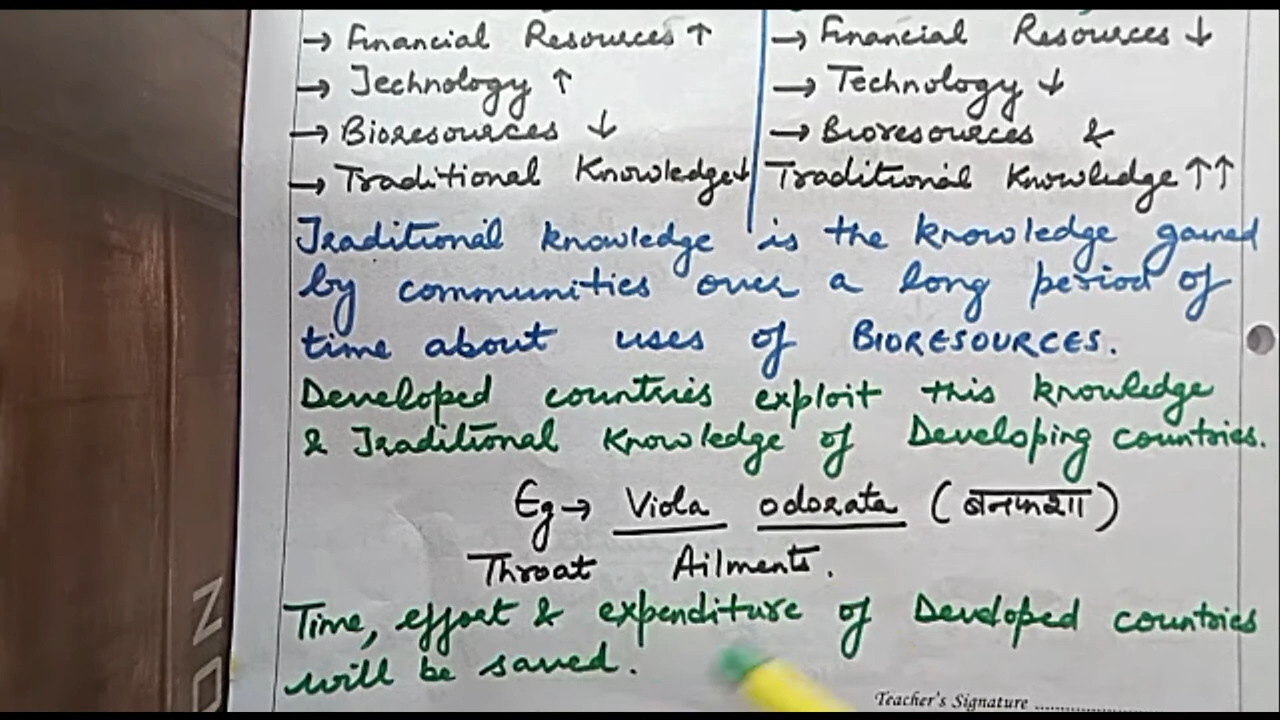 → Financial Resources ↑
→ Technology ↑
→ Bioresources ↓
→ Traditional Knowledge↓
→ Financial Resources ↓
→ Technology ↓
→ Bioresources &
Traditional Knowledge ↑↑
Traditional knowledge is the knowledge gained
by communities over a long period of
time about uses of BIORESOURCES.
Developed countries exploit this knowledge
& Traditional Knowledge of Developing countries.
Eg → Viola odorata (बनफशा)
Throat Ailments.
Time, effort & expenditure of Developed countries
will be saved.
Teacher's Signature ....................
NO